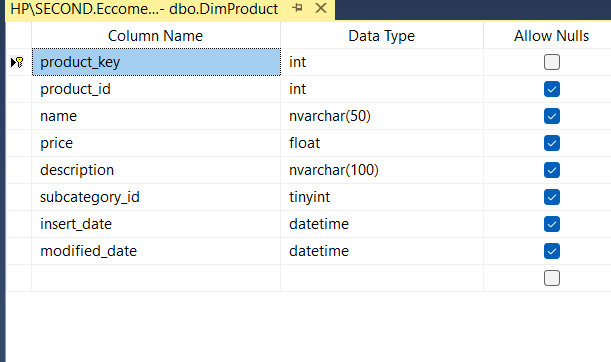 HP\SECOND.Eccome...- dbo.DimProduct
Column Name Data Type Allow Nulls
product_key int
product_id int
name nvarchar(50)
price float
description nvarchar(100)
subcategory_id tinyint
insert_date datetime
modified_date datetime